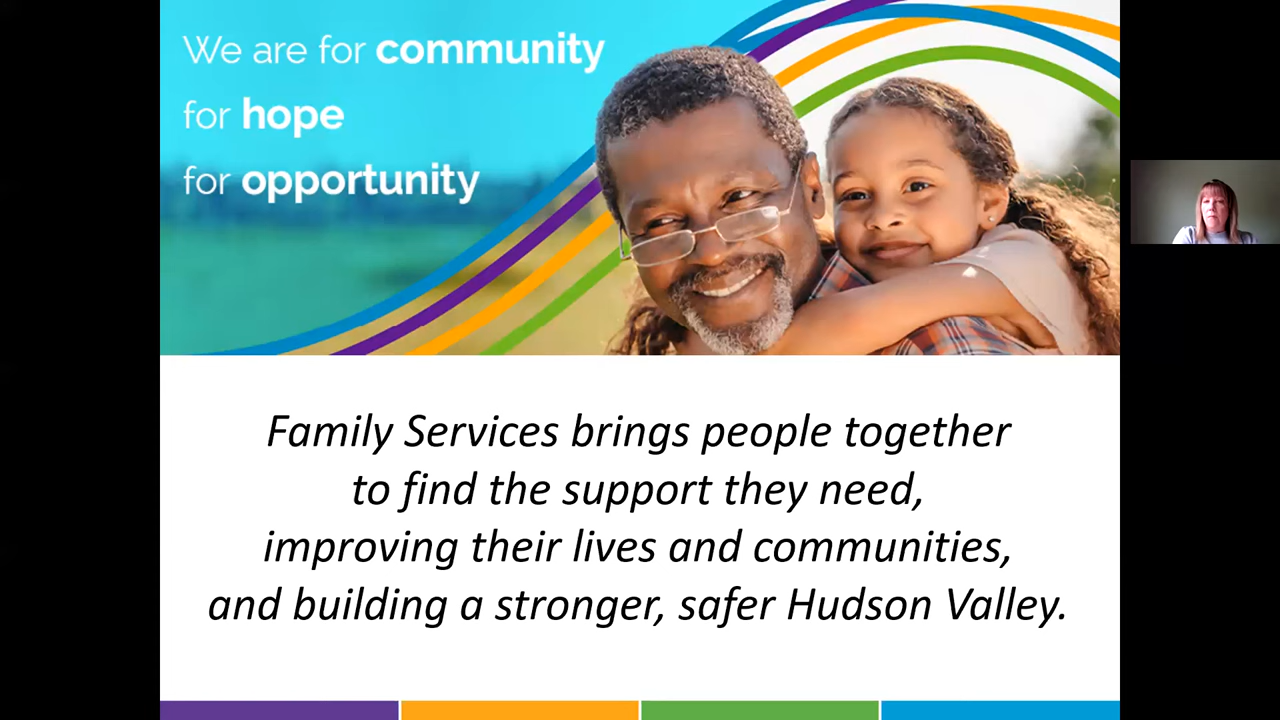 We are for community
for hope
for opportunity
Family Services brings people together
to find the support they need,
improving their lives and communities,
and building a stronger, safer Hudson Valley.